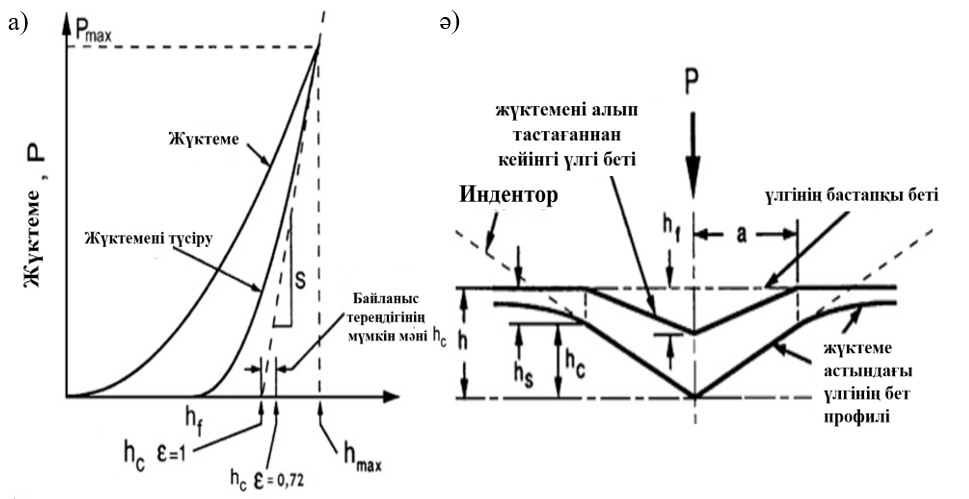 а)
P max
Жүктеме , P
Жүктеме
Жүктемені түсіру
S
Байланыс
тереңдігінің
мүмкін мәні hc
hf
hc ε=1
hc ε=0,72
hmax
ә)
P
жүктемені алып
тастағаннан
кейінгі үлгі беті
Индентор
үлгінің бастапқы беті
hf
a
h
hs
hc
жүктеме
астындағы
үлгінің бет
профилі